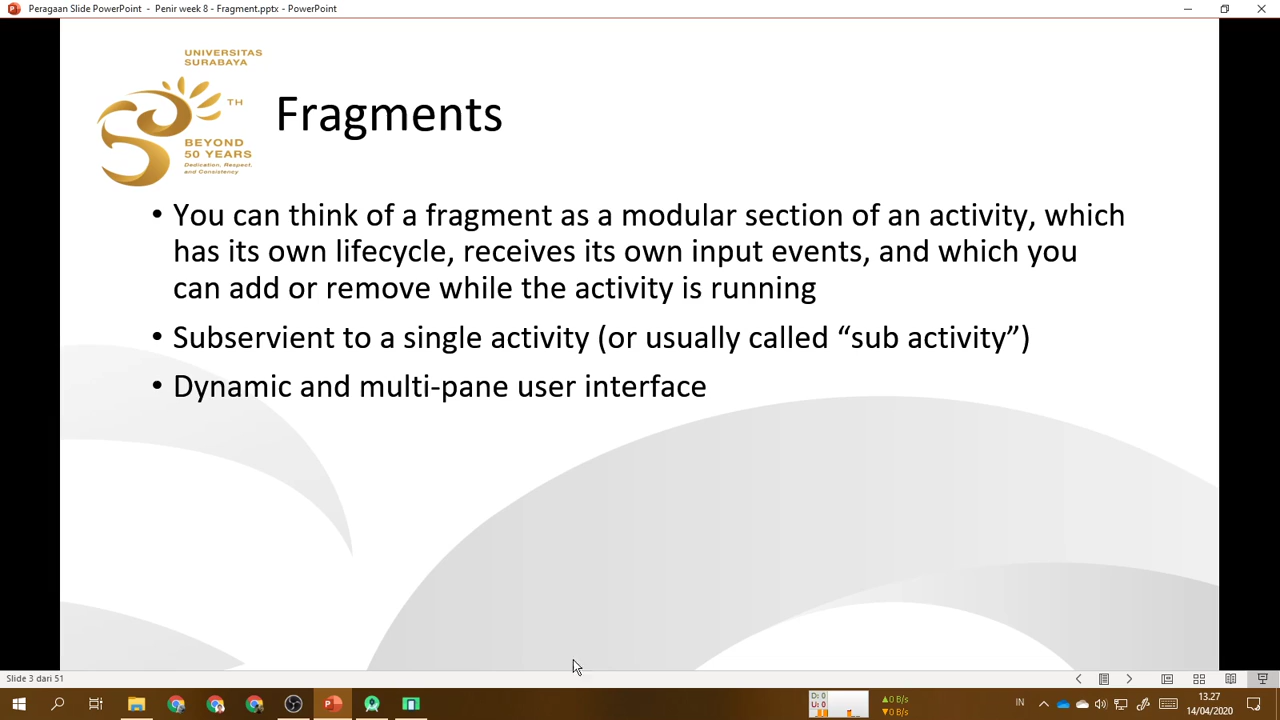 Peragaan Slide PowerPoint - Penir week 8 - Fragment.pptx - PowerPoint
UNIVERSITAS
SURABAYA
TH
BEYOND
50 YEARS
Dedication, Respect,
and Consistency
Fragments
• You can think of a fragment as a modular section of an activity, which
has its own lifecycle, receives its own input events, and which you
can add or remove while the activity is running
• Subservient to a single activity (or usually called “sub activity”)
• Dynamic and multi-pane user interface
Slide 3 dari 51
D: 0
U: 0
0 B/s
0 B/s
IN
13.27
14/04/2020